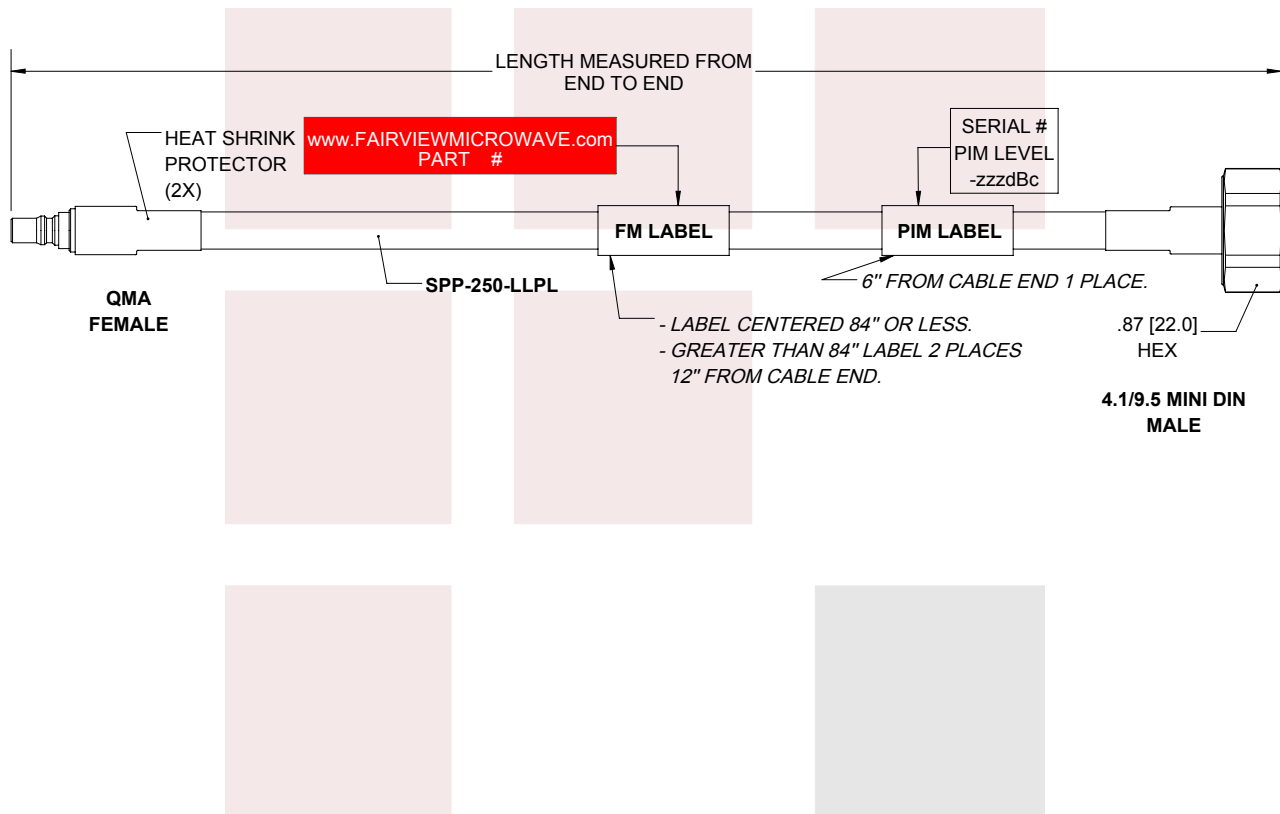 LENGTH MEASURED FROM
END TO END
HEAT SHRINK
PROTECTOR
(2X)
www.FAIRVIEWMICROWAVE.com
PART #
SERIAL #
PIM LEVEL
-zzzdBc
FM LABEL
PIM LABEL
SPP-250-LLPL
6" FROM CABLE END 1 PLACE.
QMA
FEMALE
- LABEL CENTERED 84" OR LESS.
- GREATER THAN 84" LABEL 2 PLACES
12" FROM CABLE END.
.87 [22.0]
HEX
4.1/9.5 MINI DIN
MALE